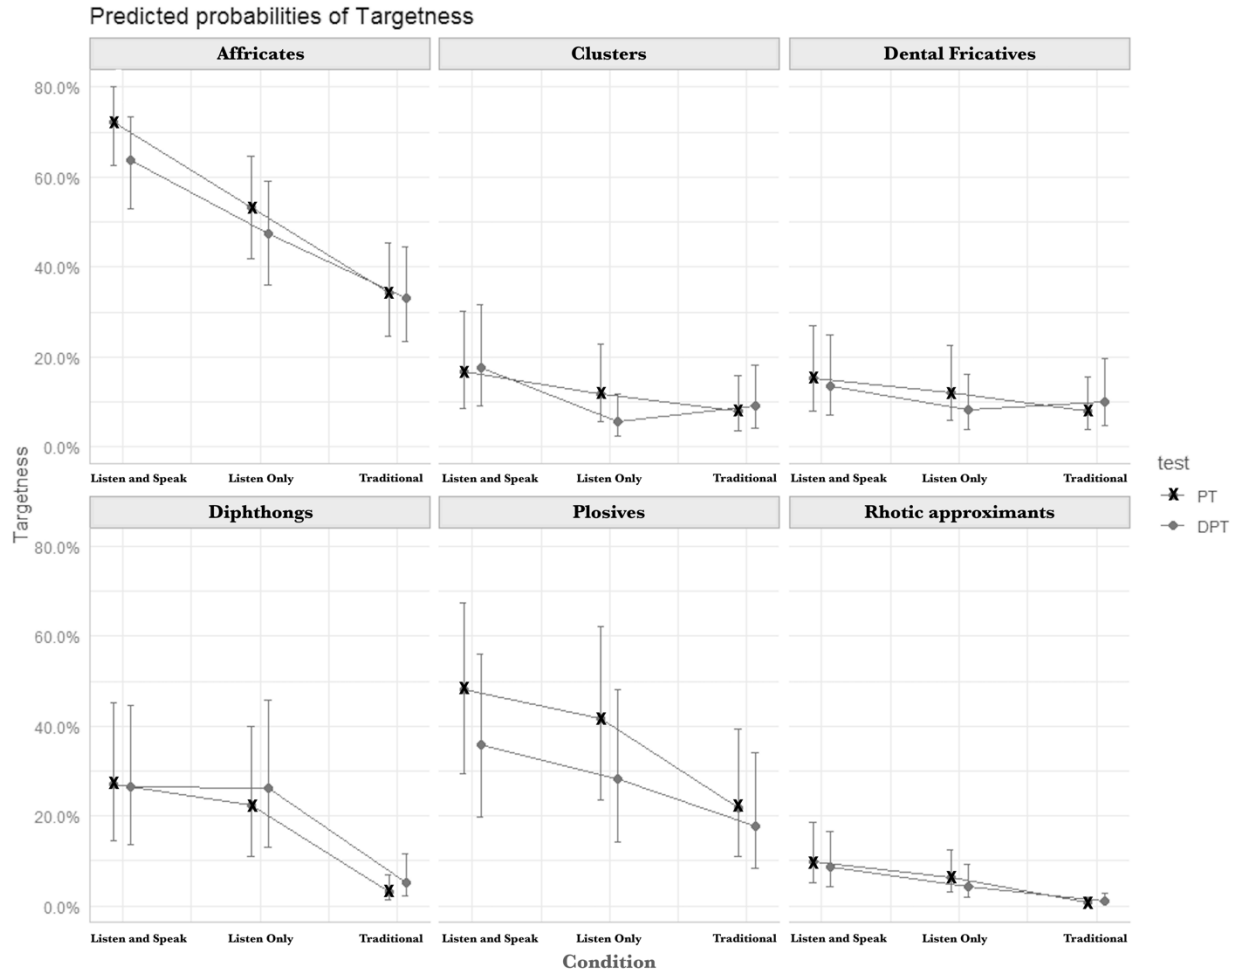 Predicted probabilities of Targetness
Affricates
Clusters
Dental Fricatives
80.0%
60.0%
40.0%
20.0%
0.0%
Listen and Speak
Listen Only
Traditional
Listen and Speak
Listen Only
Traditional
Listen and Speak
Listen Only
Traditional
Targetness
test
PT
DPT
Diphthongs
Plosives
Rhotic approximants
80.0%
60.0%
40.0%
20.0%
0.0%
Listen and Speak
Listen Only
Traditional
Listen and Speak
Listen Only
Traditional
Listen and Speak
Listen Only
Traditional
Condition